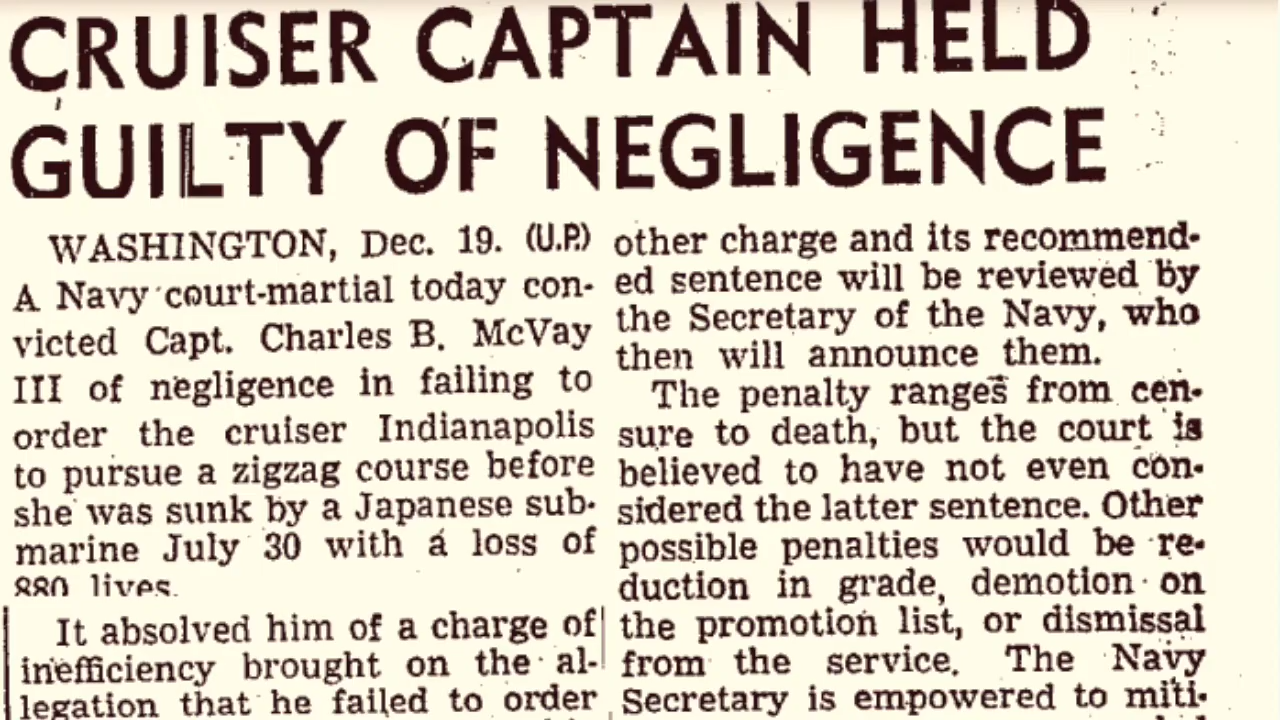 CRUISER CAPTAIN HELD
GUILTY OF NEGLIGENCE
WASHINGTON, Dec. 19. (U.P.)
A Navy court-martial today con-
victed Capt. Charles B. McVay
III of negligence in failing to
order the cruiser Indianapolis
to pursue a zigzag course before
she was sunk by a Japanese sub-
marine July 30 with a loss of
880 lives.
It absolved him of a charge of
inefficiency brought on the al-
legation that he failed to order
other charge and its recommend-
ed sentence will be reviewed by
the Secretary of the Navy, who
then will announce them.
The penalty ranges from cen-
sure to death, but the court is
believed to have not even con-
sidered the latter sentence. Other
possible penalties would be re-
duction in grade, demotion on
the promotion list, or dismissal
from the service. The Navy
Secretary is empowered to miti-